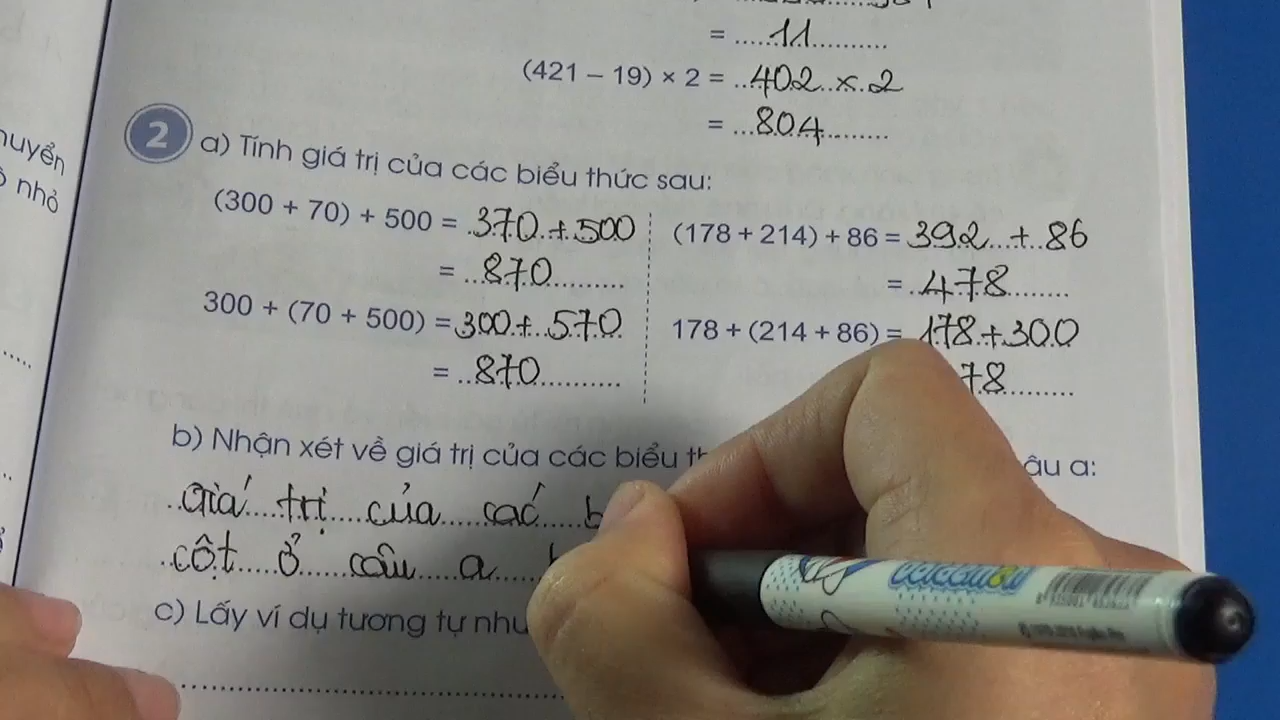 = 11
(421 – 19) × 2 = 402 × 2
= 804
huyển
nhỏ
2 a) Tính giá trị của các biểu thức sau:
(300 + 70) + 500 = 370 + 500
= 870
300 + (70 + 500) = 300 + 570
= 870
(178 + 214) + 86 = 392 + 86
= 478
178 + (214 + 86) = 178 + 300
78
b) Nhận xét về giá trị của các biểu âu a:
Giá trị của các b
cột ở câu a
c) Lấy ví dụ tương tự như